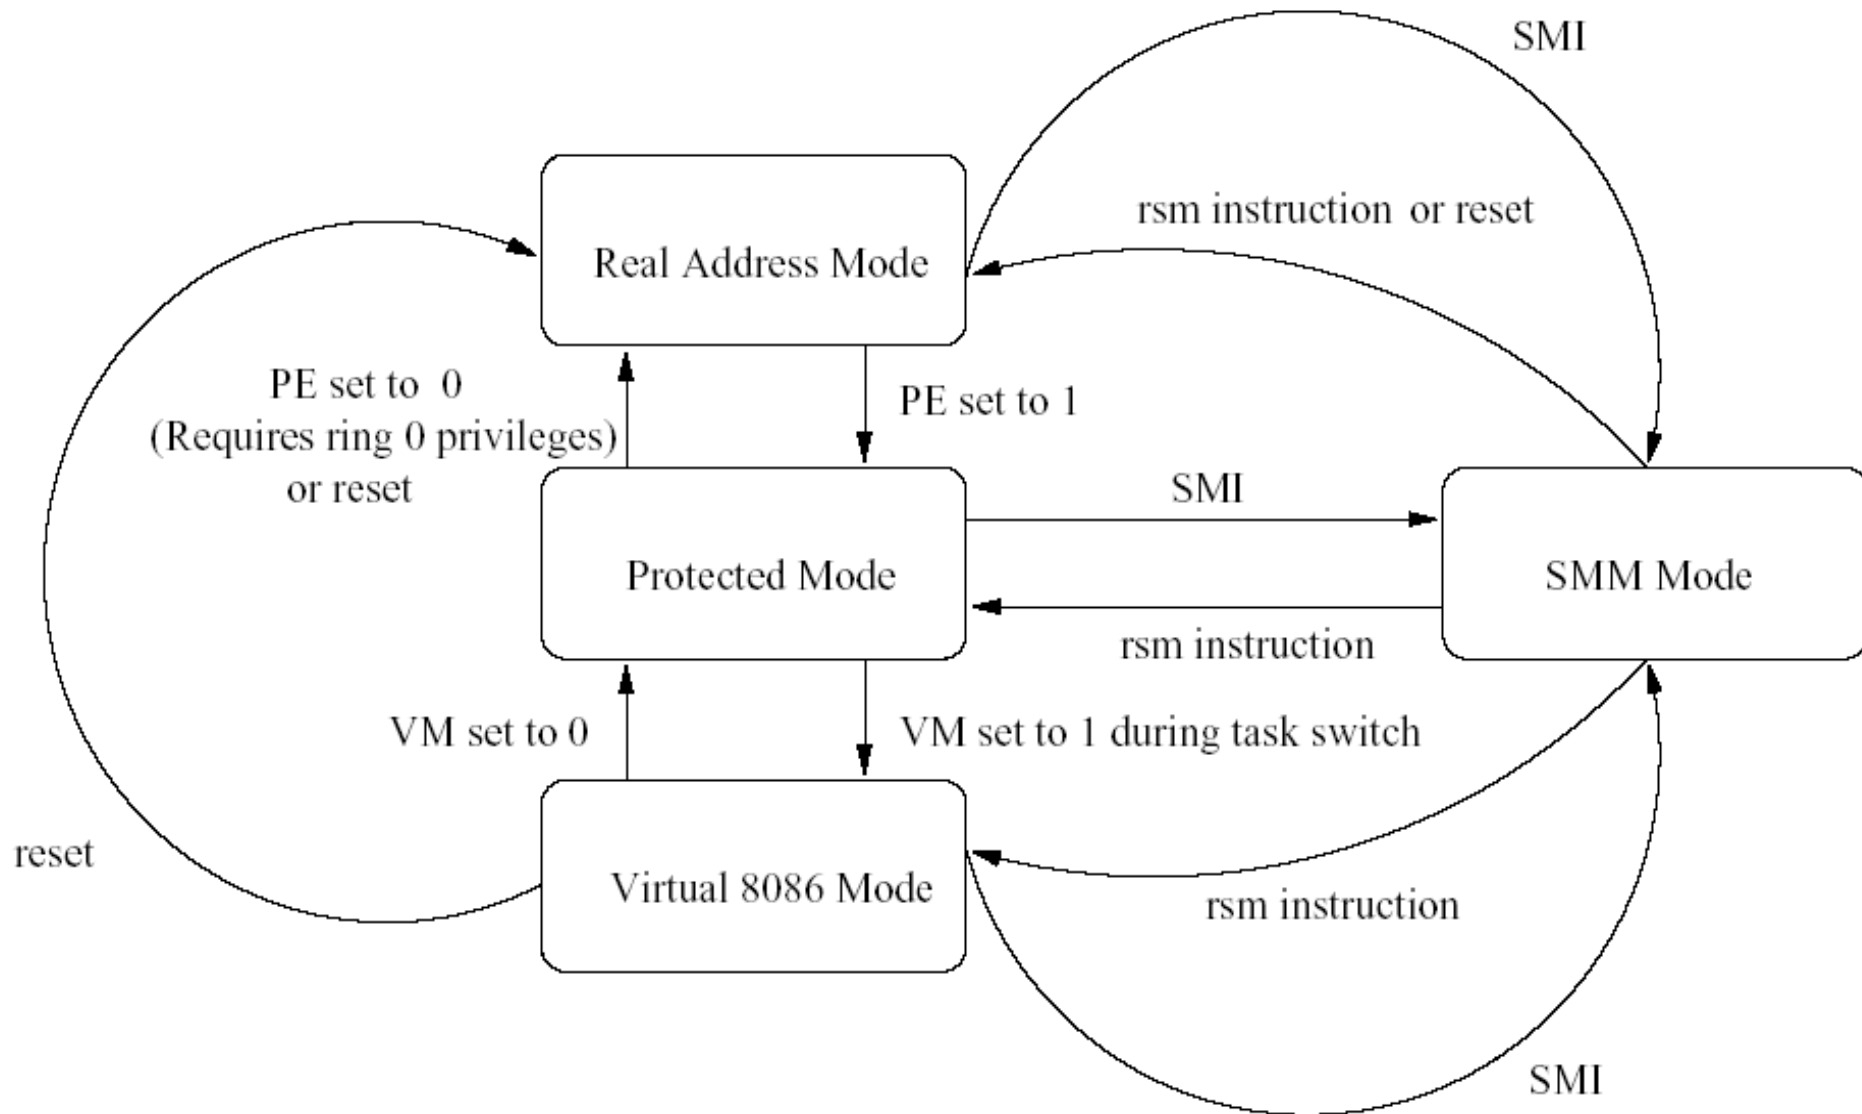 SMI
rsm instruction or reset
Real Address Mode
PE set to 0
(Requires ring 0 privileges)
or reset
PE set to 1
SMI
Protected Mode
SMM Mode
rsm instruction
VM set to 0
VM set to 1 during task switch
reset
Virtual 8086 Mode
rsm instruction
SMI